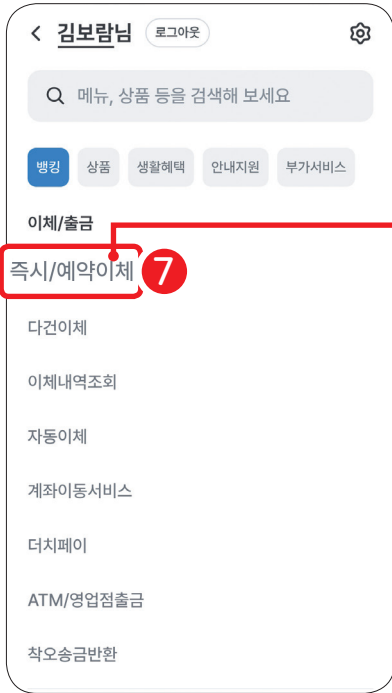 김보람님 로그아웃
메뉴, 상품 등을 검색해 보세요
뱅킹 상품 생활혜택 안내지원 부가서비스
이체/출금
즉시/예약이체 7
다건이체
이체내역조회
자동이체
계좌이동서비스
더치페이
ATM/영업점출금
착오송금반환